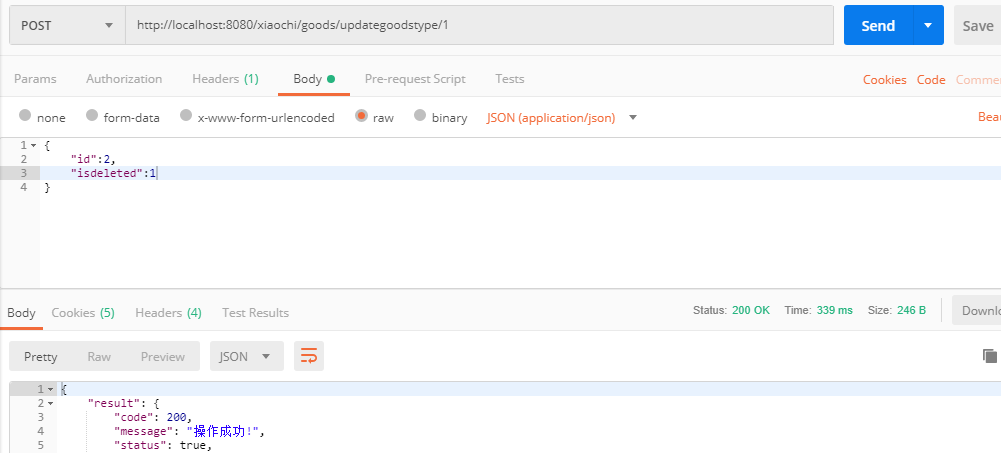 POST http://localhost:8080/xiaochi/goods/updategoodstype/1 Send Save
Params Authorization Headers (1) Body Pre-request Script Tests Cookies Code Comme
none form-data x-www-form-urlencoded raw binary JSON (application/json) Beau
1 {
2 "id":2,
3 "isdeleted":1
4 }
Body Cookies (5) Headers (4) Test Results Status: 200 OK Time: 339 ms Size: 246 B Downlo
Pretty Raw Preview JSON
1 {
2 "result": {
3 "code": 200,
4 "message": "操作成功!",
5 "status": true,